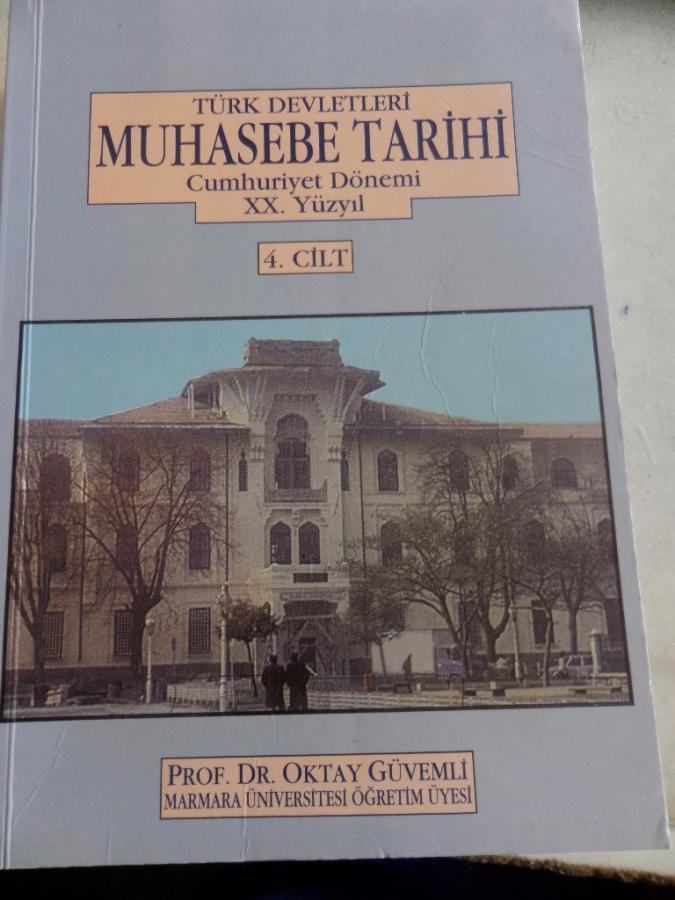 TÜRK DEVLETLERİ
MUHASEBE TARİHİ
Cumhuriyet Dönemi
XX. Yüzyıl
4. CİLT
PROF. DR. OKTAY GÜVEMLİ
MARMARA ÜNİVERSİTESİ ÖĞRETİM ÜYESİ